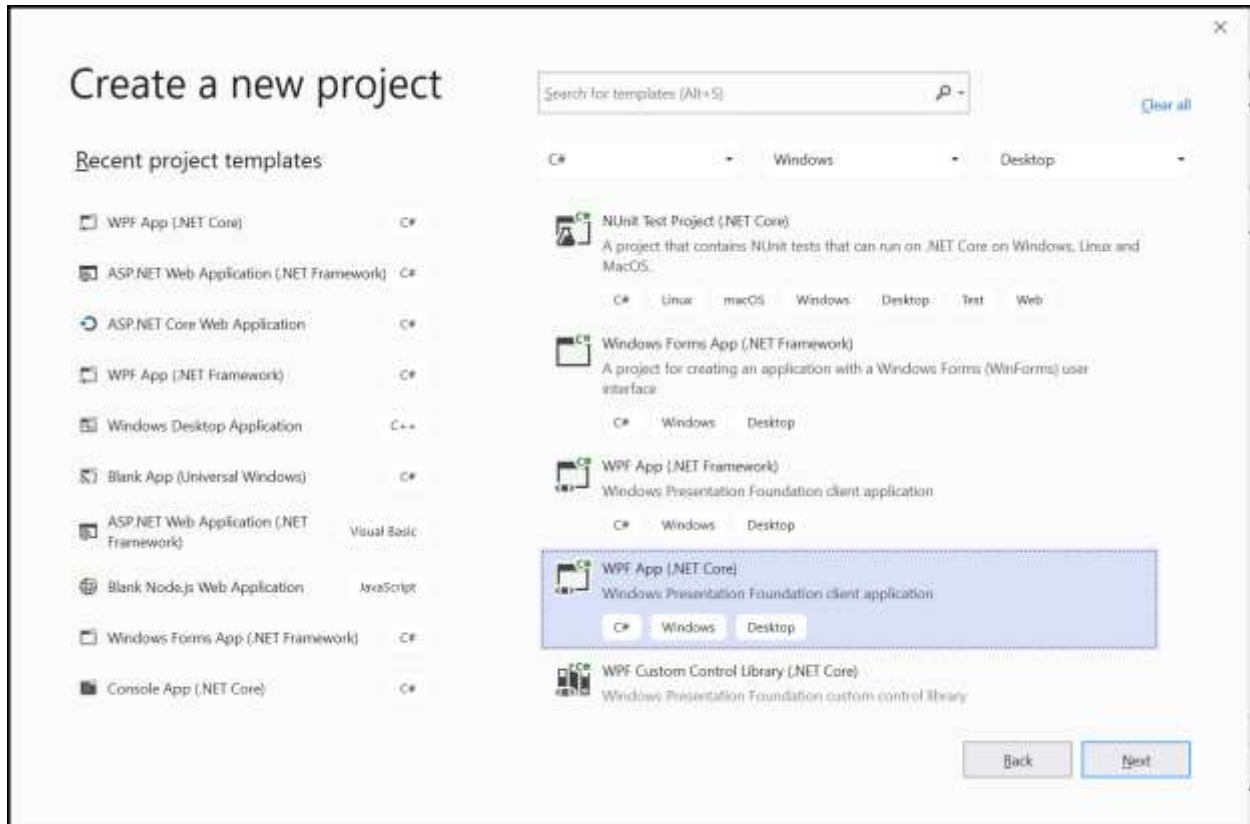 Create a new project
Search for templates (Alt+S)
Clear all
Recent project templates
C#
Windows
Desktop
WPF App (.NET Core)
C#
ASP.NET Web Application (.NET Framework)
C#
ASP.NET Core Web Application
C#
WPF App (.NET Framework)
C#
Windows Desktop Application
C++
Blank App (Universal Windows)
C#
ASP.NET Web Application (.NET
Framework)
Visual Basic
Blank Node.js Web Application
JavaScript
Windows Forms App (.NET Framework)
C#
Console App (.NET Core)
C#
NUnit Test Project (.NET Core)
A project that contains NUnit tests that can run on .NET Core on Windows, Linux and
MacOS.
C# Linux macOS Windows Desktop Test Web
Windows Forms App (.NET Framework)
A project for creating an application with a Windows Forms (WinForms) user
interface
C# Windows Desktop
WPF App (.NET Framework)
Windows Presentation Foundation client application
C# Windows Desktop
WPF App (.NET Core)
Windows Presentation Foundation client application
C# Windows Desktop
WPF Custom Control Library (.NET Core)
Windows Presentation Foundation custom control library
Back
Next